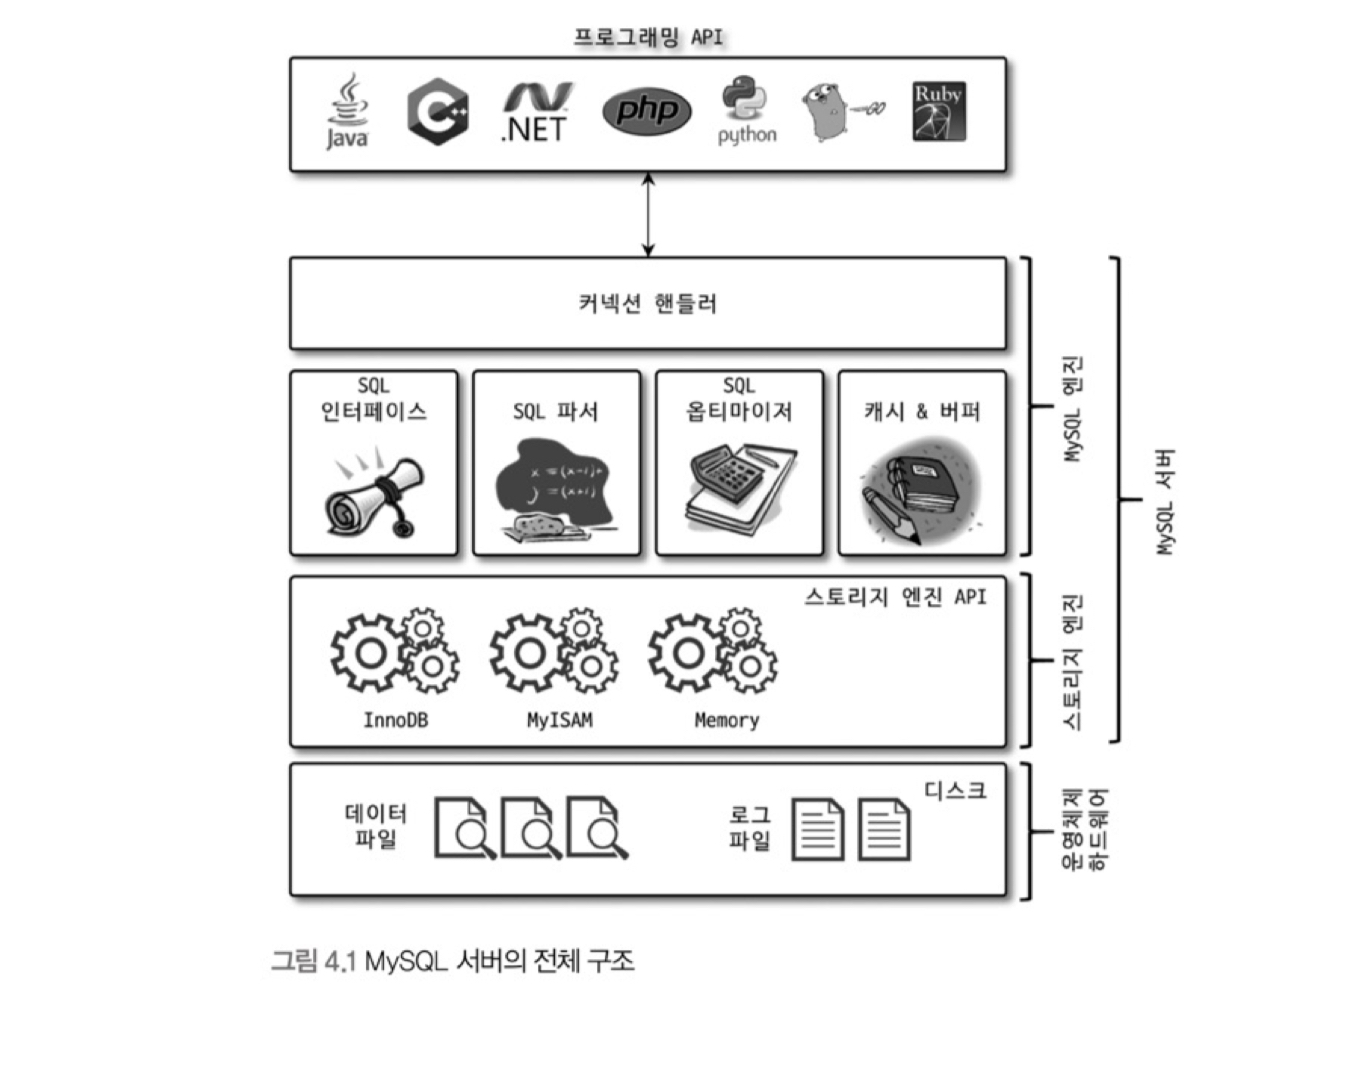 프로그래밍 API
Java
C++
.NET
php
python
Ruby
커넥션 핸들러
SQL
인터페이스
SQL 파서
x =(x-i)+
y =(x+i)
SQL
옵티마이저
캐시 & 버퍼
MySQL 엔진
MySQL 서버
스토리지 엔진 API
InnoDB
MyISAM
Memory
스토리지 엔진
디스크
데이터
파일
로그
파일
운영체제
하드웨어
그림 4.1 MySQL 서버의 전체 구조